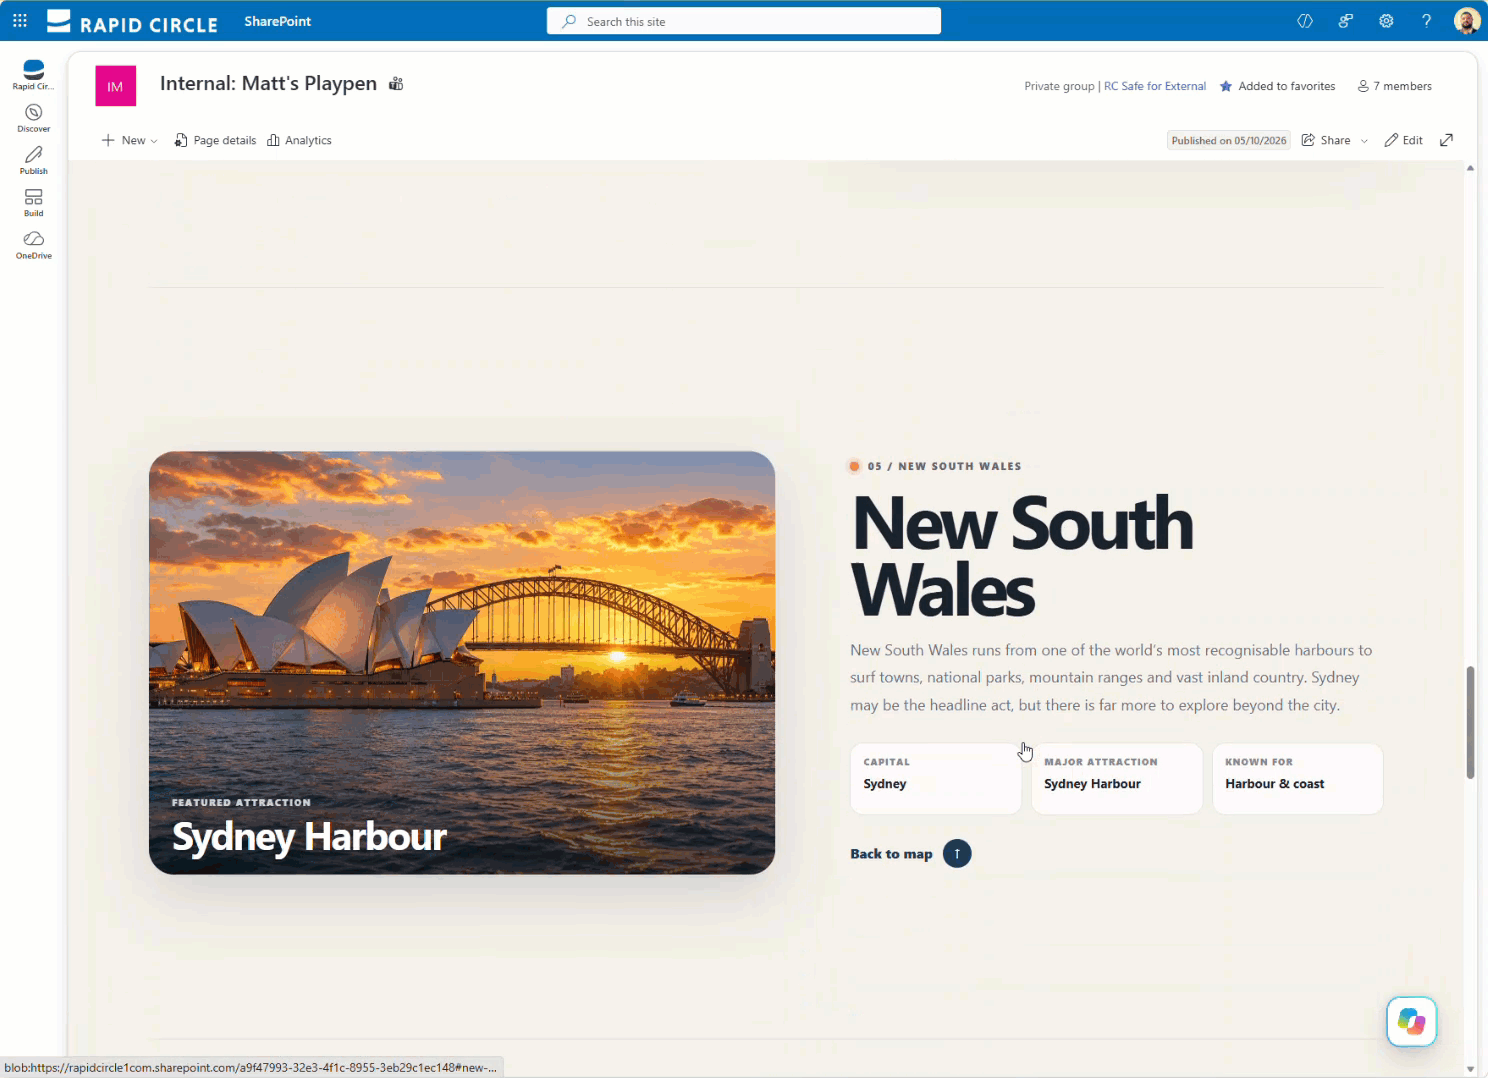 RAPID CIRCLE
SharePoint
Search this site
?
Rapid Cir...
Discover
Publish
Build
OneDrive
IM
Internal: Matt's Playpen
Private group | RC Safe for External
Added to favorites
7 members
New
Page details
Analytics
Published on 05/10/2026
Share
Edit
FEATURED ATTRACTION
Sydney Harbour
05 / NEW SOUTH WALES
New South
Wales
New South Wales runs from one of the world's most recognisable harbours to
surf towns, national parks, mountain ranges and vast inland country. Sydney
may be the headline act, but there is far more to explore beyond the city.
CAPITAL
Sydney
MAJOR ATTRACTION
Sydney Harbour
KNOWN FOR
Harbour & coast
Back to map ↑
blob:https://rapidcircle1com.sharepoint.com/a9f47993-32e3-4f1c-8955-3eb29c1ec148#new-...